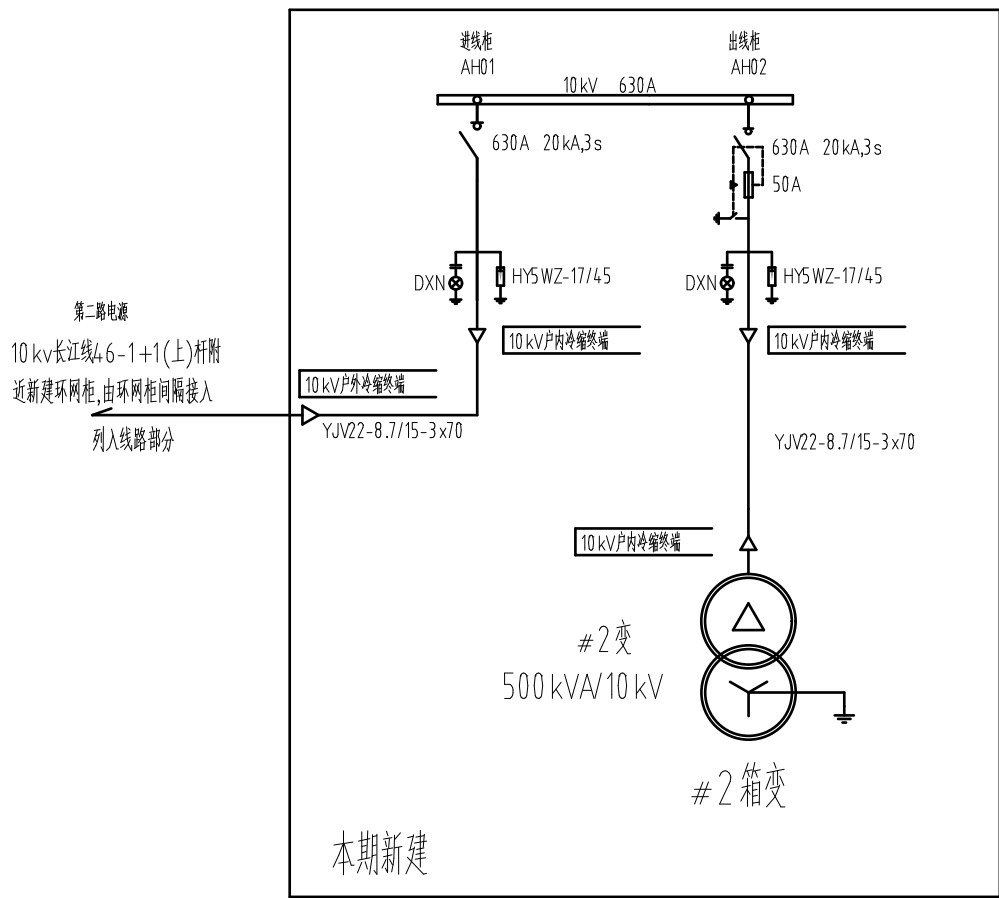 进线柜
AH01
出线柜
AH02
10kV 630A
630A 20kA,3s
630A 20kA,3s
50A
DXN
HY5WZ-17/45
DXN
HY5WZ-17/45
第二路电源
10kv长江线46-1+1(上)杆附
近新建环网柜,由环网柜间隔接入
列入线路部分
10kV户内冷缩终端
10kV户内冷缩终端
10kV户外冷缩终端
YJV22-8.7/15-3x70
YJV22-8.7/15-3x70
10kV户内冷缩终端
#2变
500kVA/10kV
#2箱变
本期新建